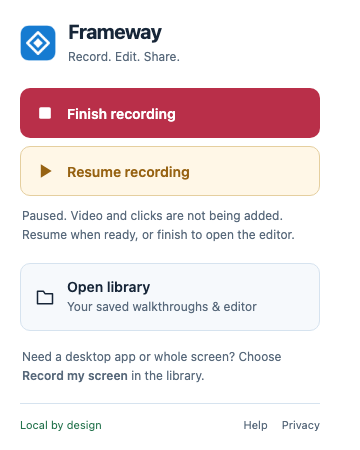 Frameway
Record. Edit. Share.
Finish recording
Resume recording
Paused. Video and clicks are not being added.
Resume when ready, or finish to open the editor.
Open library
Your saved walkthroughs & editor
Need a desktop app or whole screen? Choose
Record my screen in the library.
Local by design
Help
Privacy